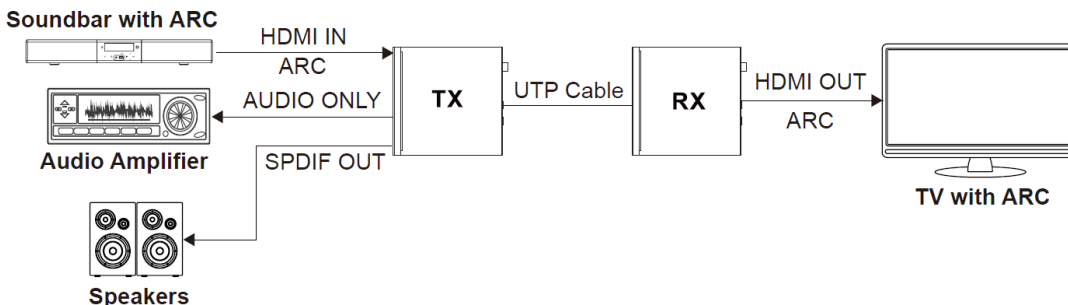 Soundbar with ARC
HDMI IN
ARC
AUDIO ONLY
Audio Amplifier
SPDIF OUT
Speakers
TX
UTP Cable
RX
HDMI OUT
ARC
TV with ARC